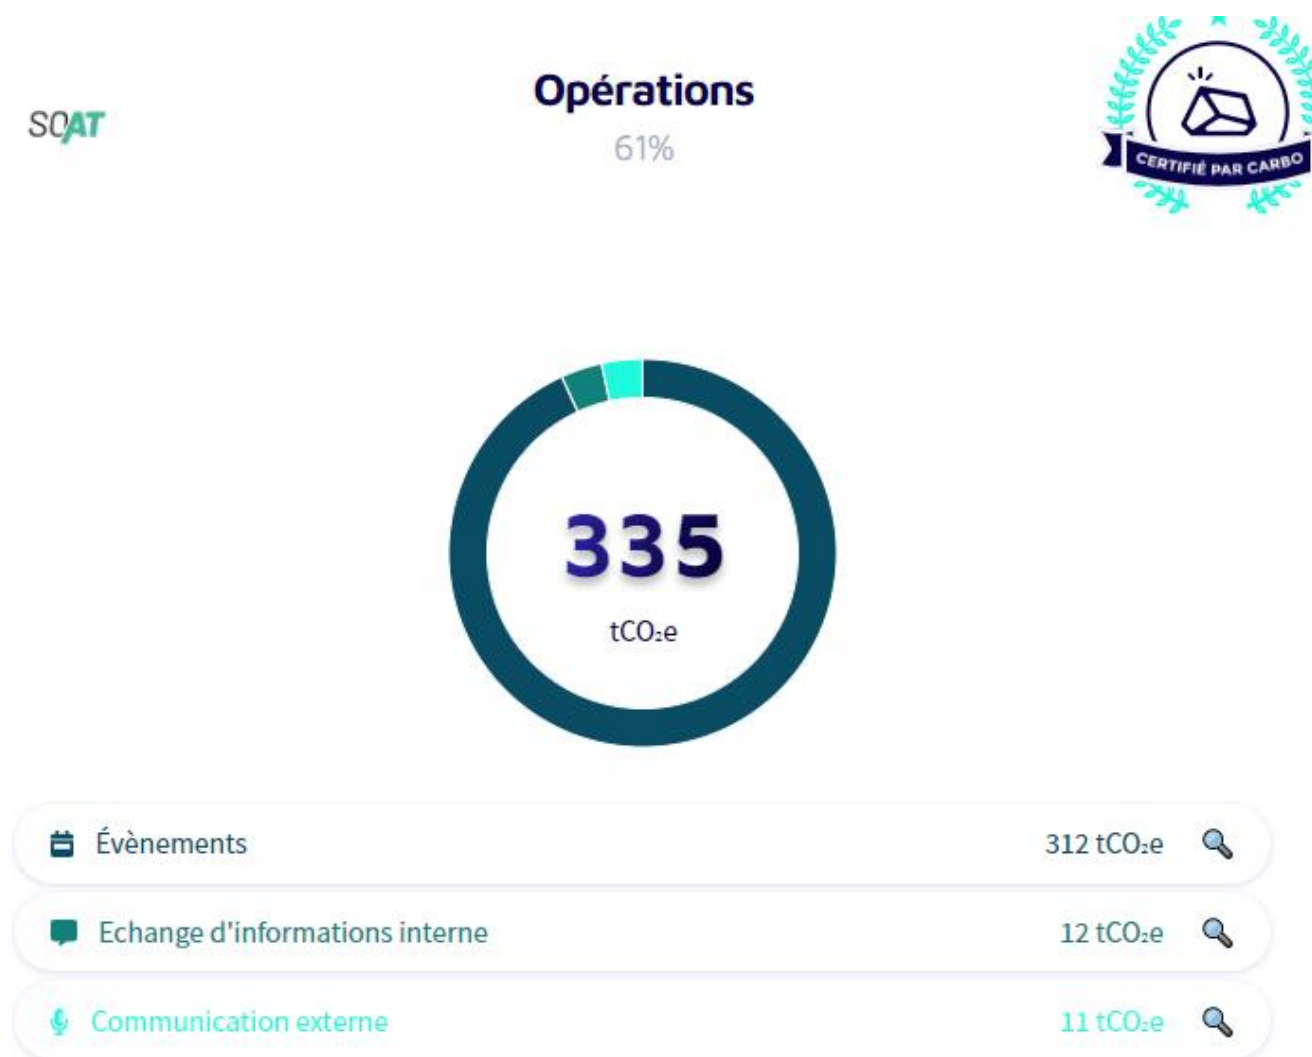 Opérations
SOAT
61%
CERTIFIÉ PAR CARBO
335
tCO₂e
Évènements 312 tCO₂e
Echange d'informations interne 12 tCO₂e
Communication externe 11 tCO₂e